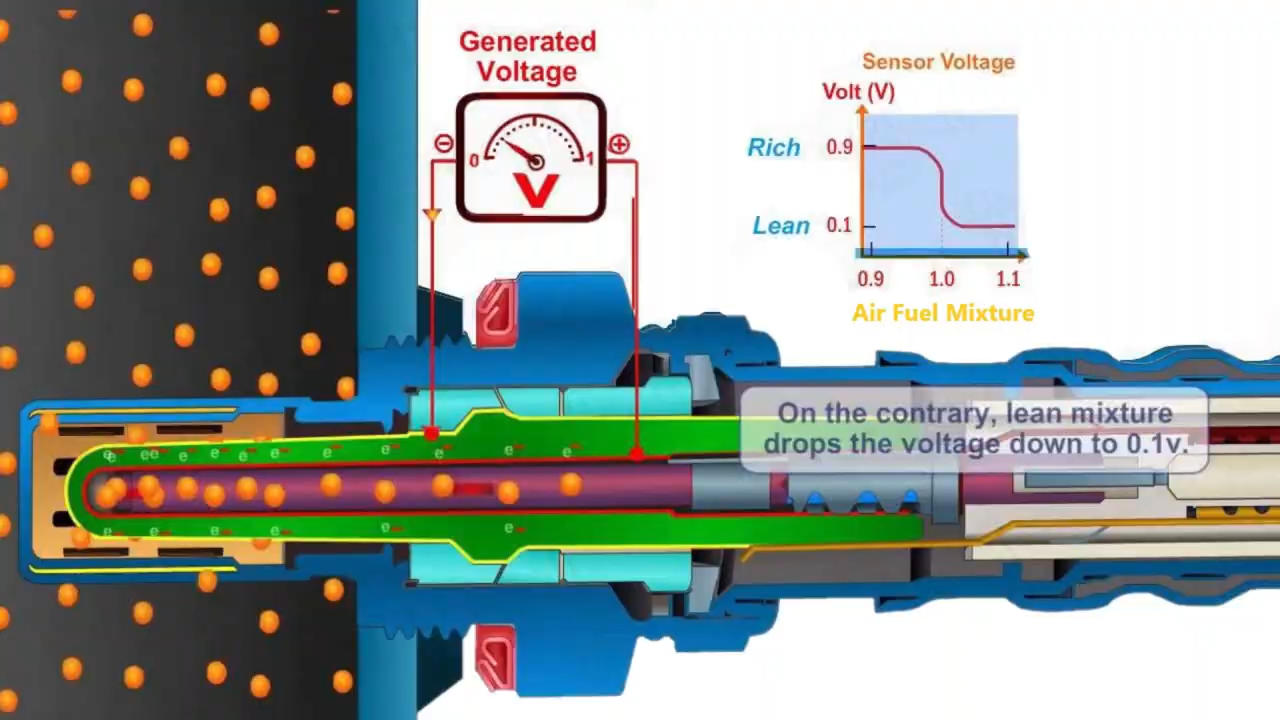 Generated
Voltage
⊖ ⊕
0 1
V
Sensor Voltage
Volt (V)
Rich 0.9
Lean 0.1
0.9 1.0 1.1
Air Fuel Mixture
On the contrary, lean mixture
drops the voltage down to 0.1v.
e e e e e e e e e e e e
e e e e e e